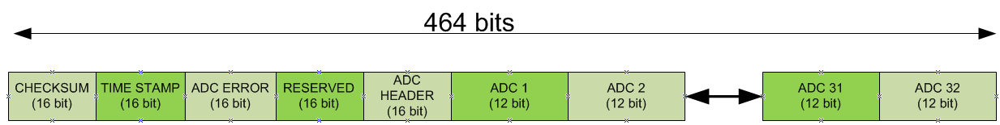 464 bits
CHECKSUM
(16 bit)
TIME STAMP
(16 bit)
ADC ERROR
(16 bit)
RESERVED
(16 bit)
ADC
HEADER
(16 bit)
ADC 1
(12 bit)
ADC 2
(12 bit)
ADC 31
(12 bit)
ADC 32
(12 bit)